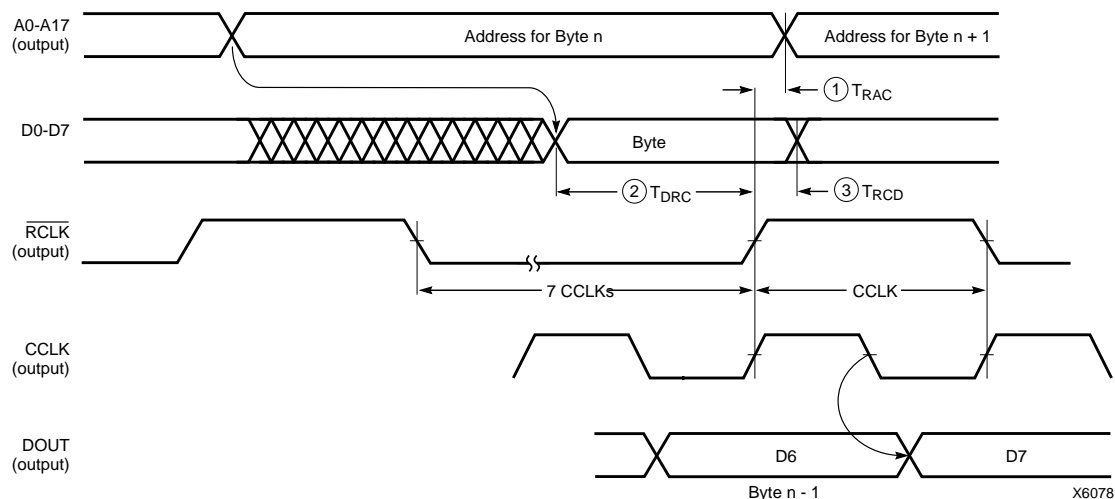 A0-A17
(output)
Address for Byte n
Address for Byte n + 1
1 TRAC
D0-D7
Byte
2 TDRC
3 TRCD
RCLK
(output)
7 CCLKs
CCLK
CCLK
(output)
DOUT
(output)
D6
D7
Byte n - 1
X6078